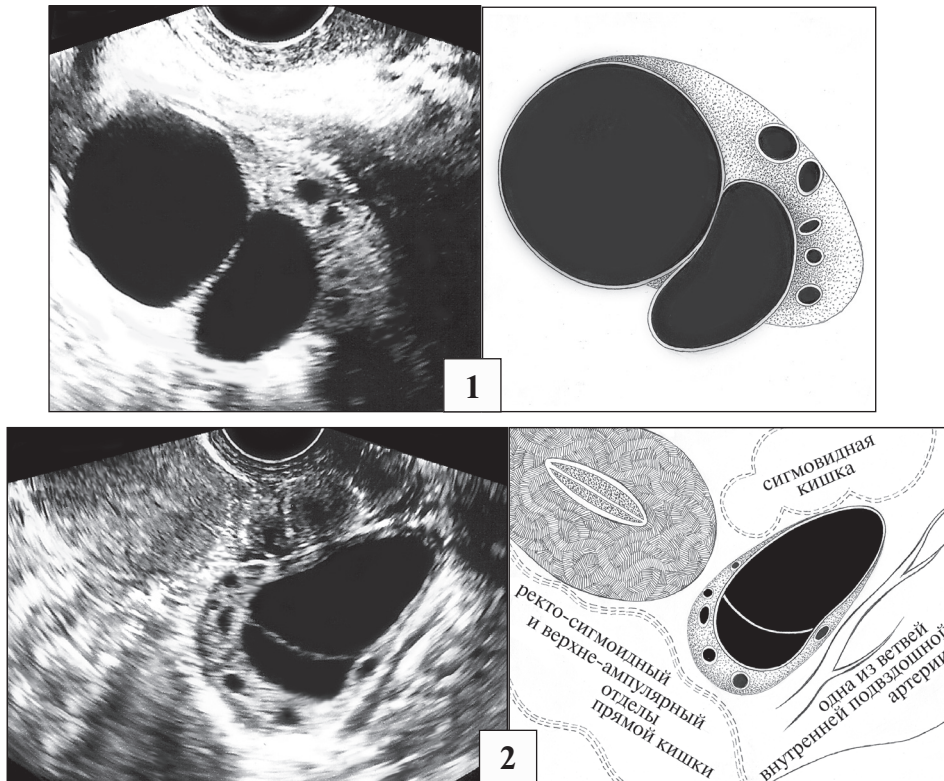 1
сигмовидная
кишка
ректо-сигмоидный
и верхне-ампулярный
отделы
прямой кишки
одна из ветвей
внутренней подвздошной
артерии
2